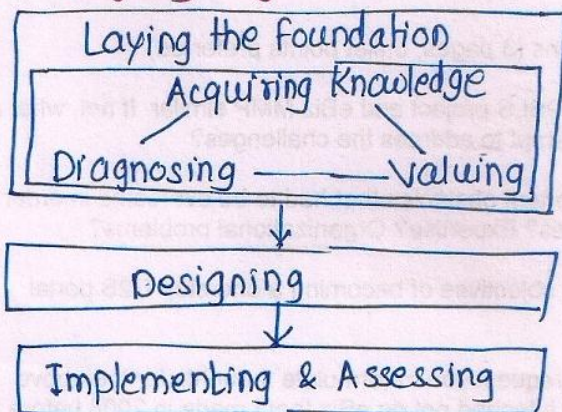 Laying the foundation
Acquiring Knowledge
Diagnosing
Valuing
Designing
Implementing & Assessing